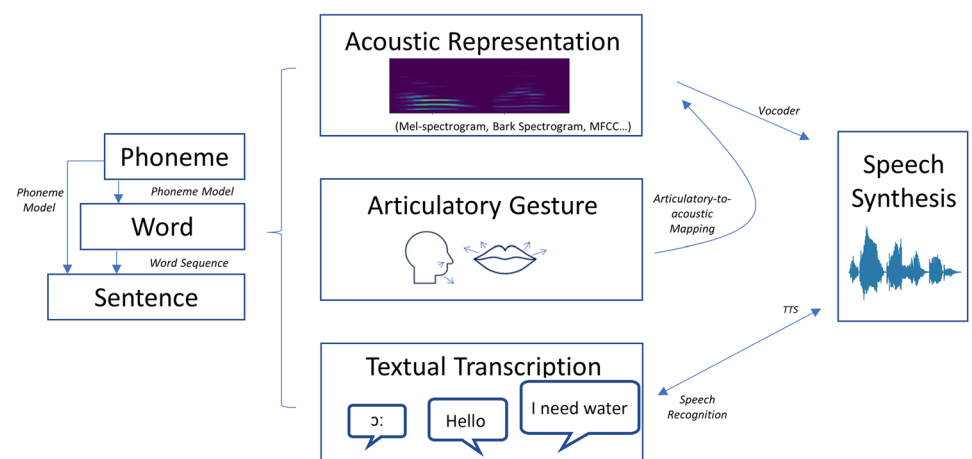 Phoneme
Phoneme
Model
Phoneme Model
Word
Word Sequence
Sentence
Acoustic Representation
(Mel-spectrogram, Bark Spectrogram, MFCC…)
Articulatory Gesture
Textual Transcription
ɔː
Hello
I need water
Vocoder
Articulatory-to-
acoustic
Mapping
TTS
Speech
Recognition
Speech
Synthesis